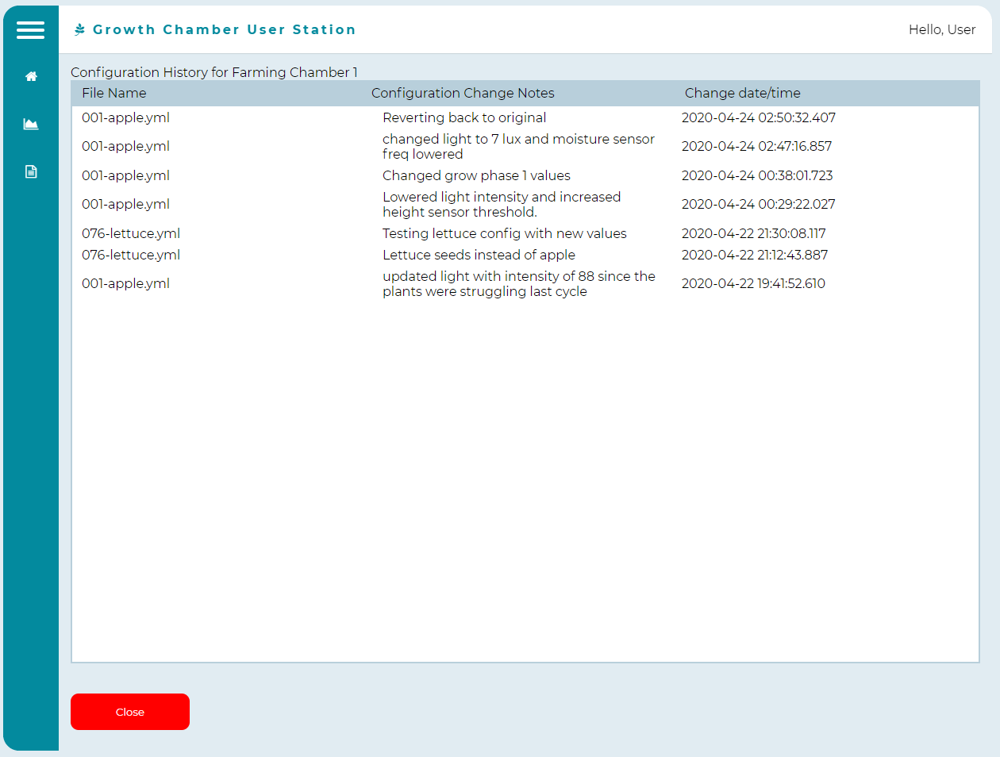 Growth Chamber User Station
Hello, User
Configuration History for Farming Chamber 1
File Name Configuration Change Notes Change date/time
001-apple.yml Reverting back to original 2020-04-24 02:50:32.407
001-apple.yml changed light to 7 lux and moisture sensor freq lowered 2020-04-24 02:47:16.857
001-apple.yml Changed grow phase 1 values 2020-04-24 00:38:01.723
001-apple.yml Lowered light intensity and increased height sensor threshold. 2020-04-24 00:29:22.027
076-lettuce.yml Testing lettuce config with new values 2020-04-22 21:30:08.117
076-lettuce.yml Lettuce seeds instead of apple 2020-04-22 21:12:43.887
001-apple.yml updated light with intensity of 88 since the plants were struggling last cycle 2020-04-22 19:41:52.610
Close